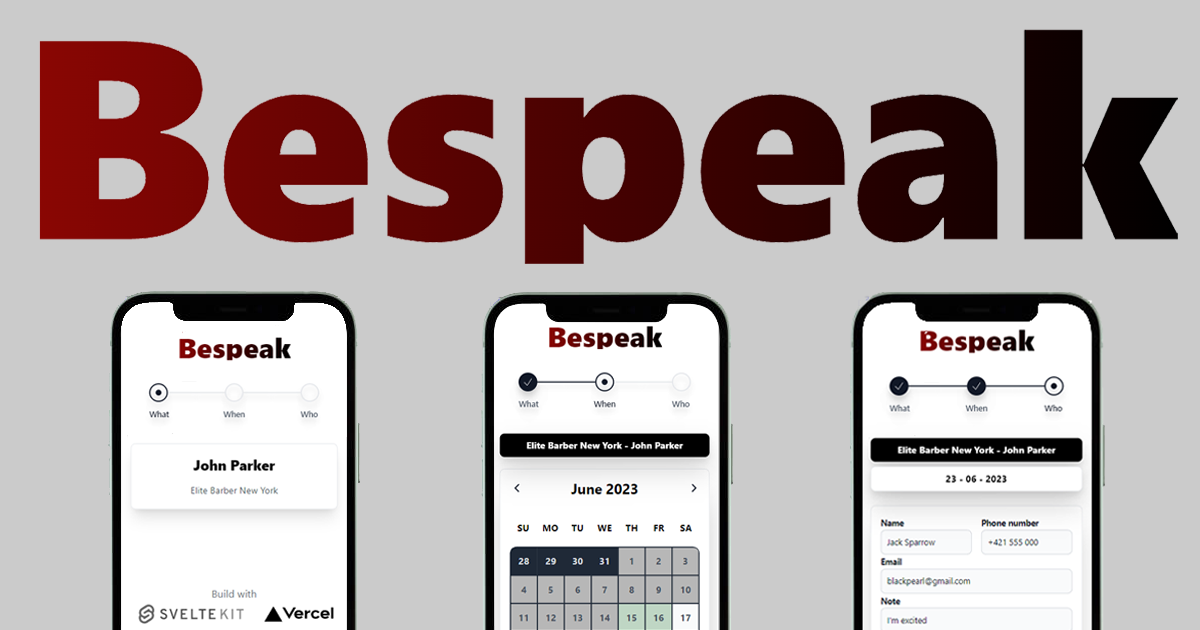 Bespeak
Bespeak
What When Who
John Parker
Elite Barber New York
Build with
SVELTEKIT Vercel
Bespeak
What When Who
Elite Barber New York - John Parker
June 2023
SU MO TU WE TH FR SA
28 29 30 31 1 2 3
4 5 6 7 8 9 10
11 12 13 14 15 16 17
Bespeak
What When Who
Elite Barber New York - John Parker
23 - 06 - 2023
Name Phone number
Jack Sparrow +421 555 000
Email
blackpearl@gmail.com
Note
I'm excited